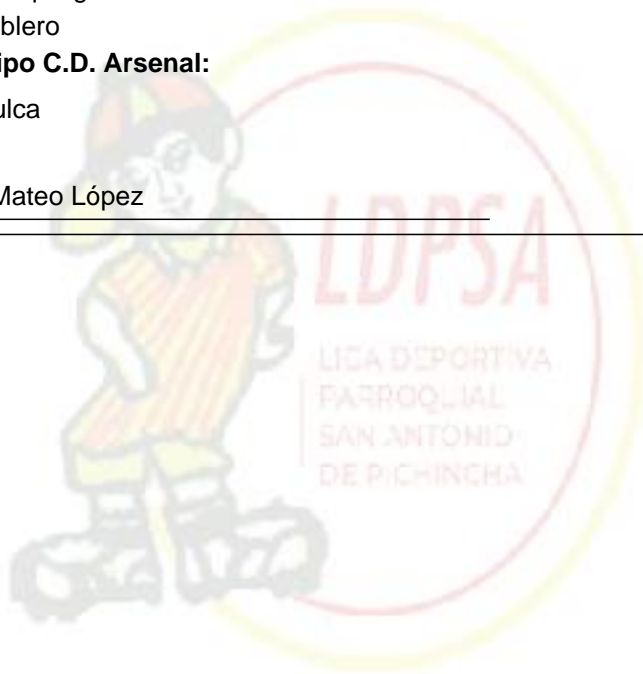 blero
ipo C.D. Arsenal:
ulca
Mateo López
LDPSA
LIGA DEPORTIVA
PARROQUIAL
SAN ANTONIO
DE PICHINCHA